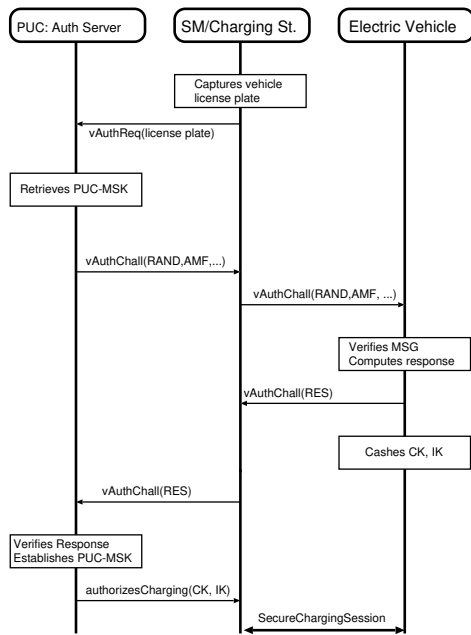 PUC: Auth Server
SM/Charging St.
Electric Vehicle
Captures vehicle
license plate
vAuthReq(license plate)
Retrieves PUC-MSK
vAuthChall(RAND,AMF,...)
vAuthChall(RAND,AMF, ...)
Verifies MSG
Computes response
vAuthChall(RES)
Cashes CK, IK
vAuthChall(RES)
Verifies Response
Establishes PUC-MSK
authorizesCharging(CK, IK)
SecureChargingSession